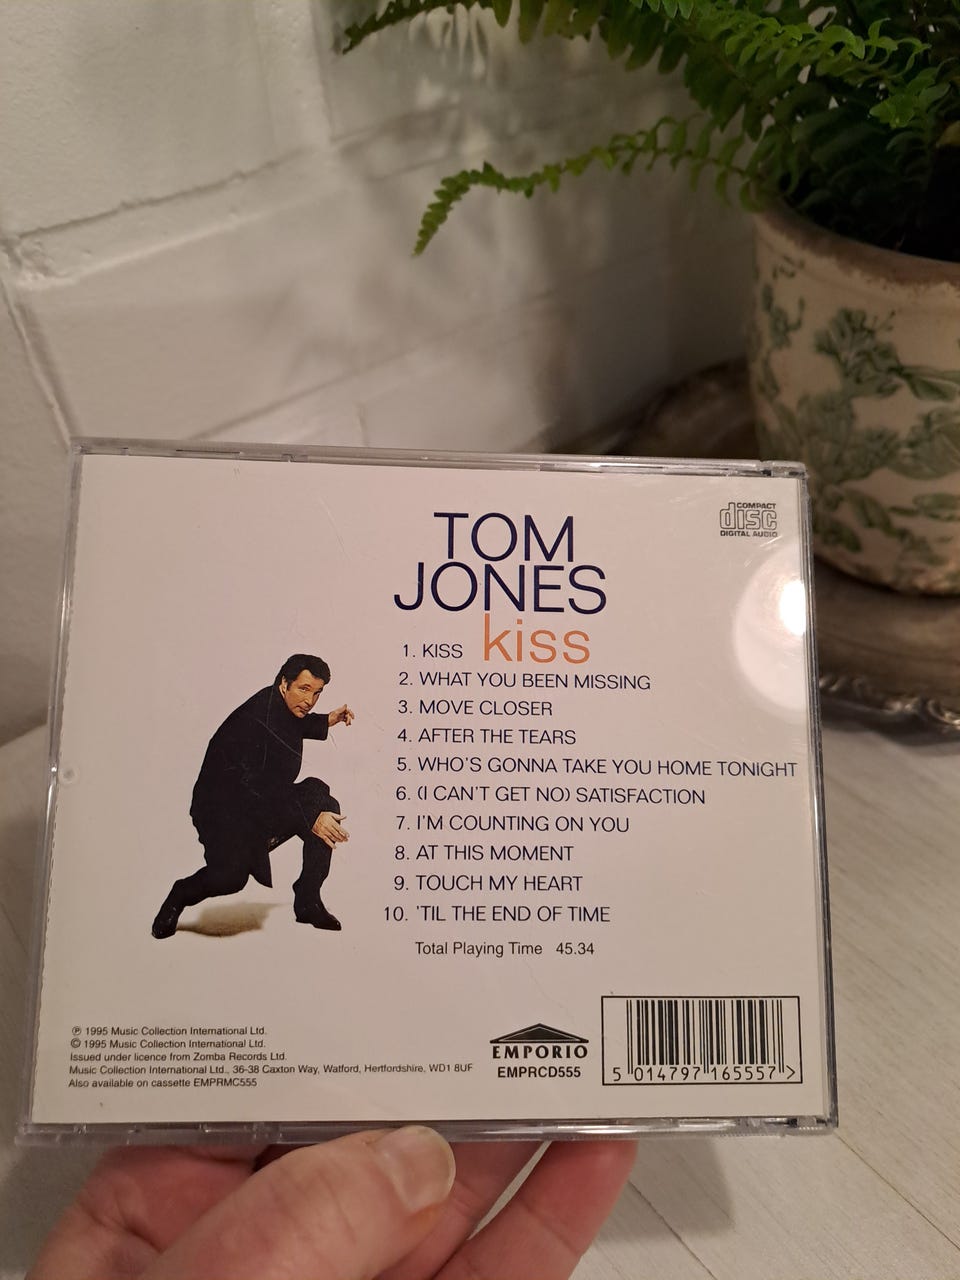 COMPACT
disc
DIGITAL AUDIO
TOM
JONES
kiss
1. KISS
2. WHAT YOU BEEN MISSING
3. MOVE CLOSER
4. AFTER THE TEARS
5. WHO'S GONNA TAKE YOU HOME TONIGHT
6. (I CAN'T GET NO) SATISFACTION
7. I'M COUNTING ON YOU
8. AT THIS MOMENT
9. TOUCH MY HEART
10. 'TIL THE END OF TIME
Total Playing Time 45.34
℗ 1995 Music Collection International Ltd.
© 1995 Music Collection International Ltd.
Issued under licence from Zomba Records Ltd.
Music Collection International Ltd., 36-38 Caxton Way, Watford, Hertfordshire, WD1 8UF
Also available on cassette EMPRMC555
EMPORIO
EMPRCD555
5 014797 165557 >